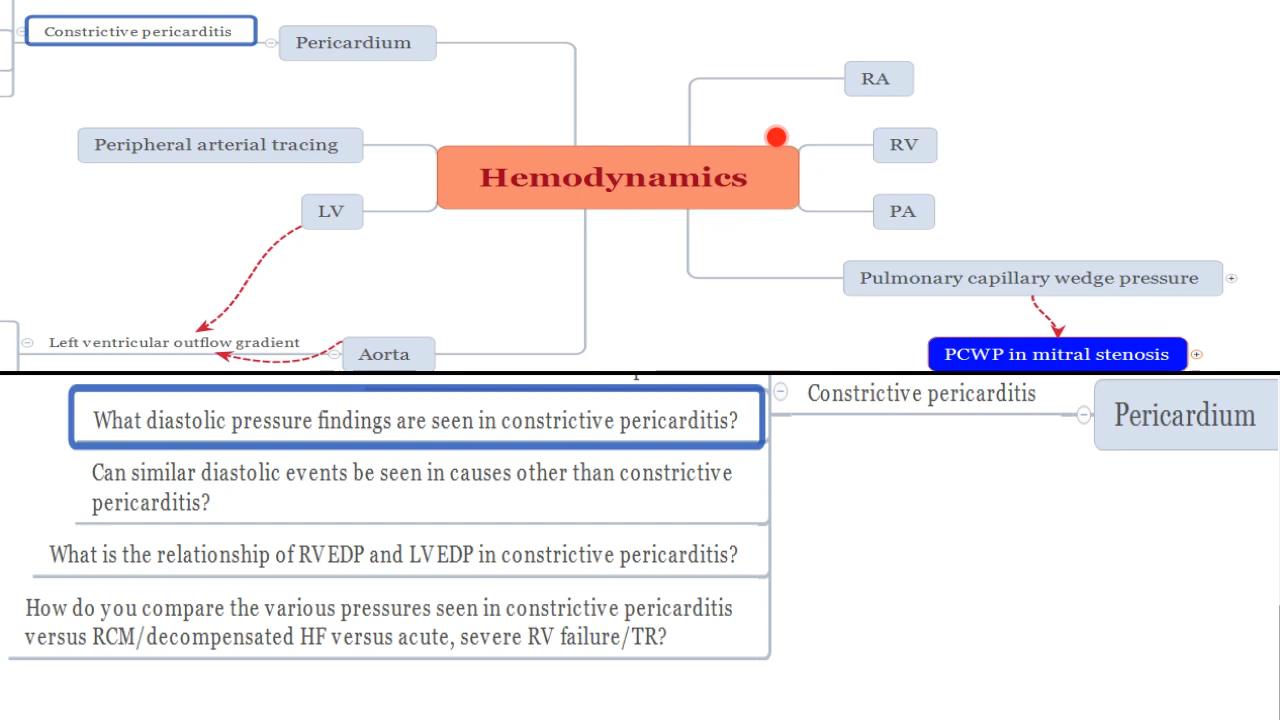 Constrictive pericarditis
Pericardium
RA
Peripheral arterial tracing
RV
Hemodynamics
LV
PA
Pulmonary capillary wedge pressure
Left ventricular outflow gradient
Aorta
PCWP in mitral stenosis
What diastolic pressure findings are seen in constrictive pericarditis?
Constrictive pericarditis
Pericardium
Can similar diastolic events be seen in causes other than constrictive
pericarditis?
What is the relationship of RVEDP and LVEDP in constrictive pericarditis?
How do you compare the various pressures seen in constrictive pericarditis
versus RCM/decompensated HF versus acute, severe RV failure/TR?